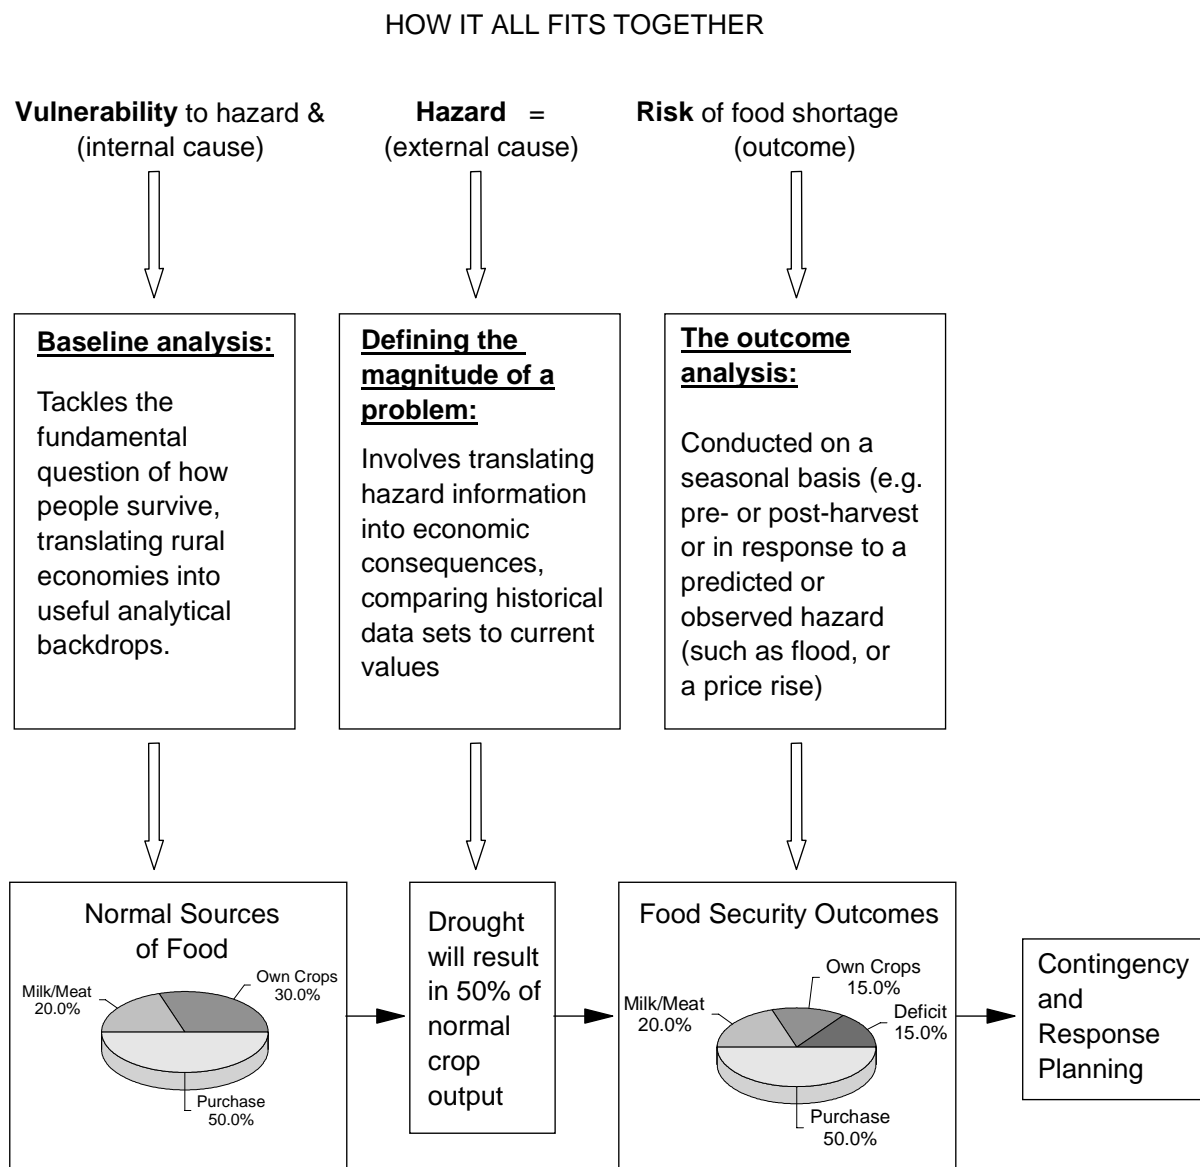 HOW IT ALL FITS TOGETHER
Vulnerability to hazard &
(internal cause)
Hazard =
(external cause)
Risk of food shortage
(outcome)
Baseline analysis:
Tackles the
fundamental
question of how
people survive,
translating rural
economies into
useful analytical
backdrops.
Defining the
magnitude of a
problem:
Involves translating
hazard information
into economic
consequences,
comparing historical
data sets to current
values
The outcome
analysis:
Conducted on a
seasonal basis (e.g.
pre- or post-harvest
or in response to a
predicted or
observed hazard
(such as flood, or
a price rise)
Normal Sources
of Food
Milk/Meat
20.0%
Own Crops
30.0%
Purchase
50.0%
Drought
will result
in 50% of
normal
crop
output
Food Security Outcomes
Own Crops
15.0%
Milk/Meat
20.0%
Deficit
15.0%
Purchase
50.0%
Contingency
and
Response
Planning